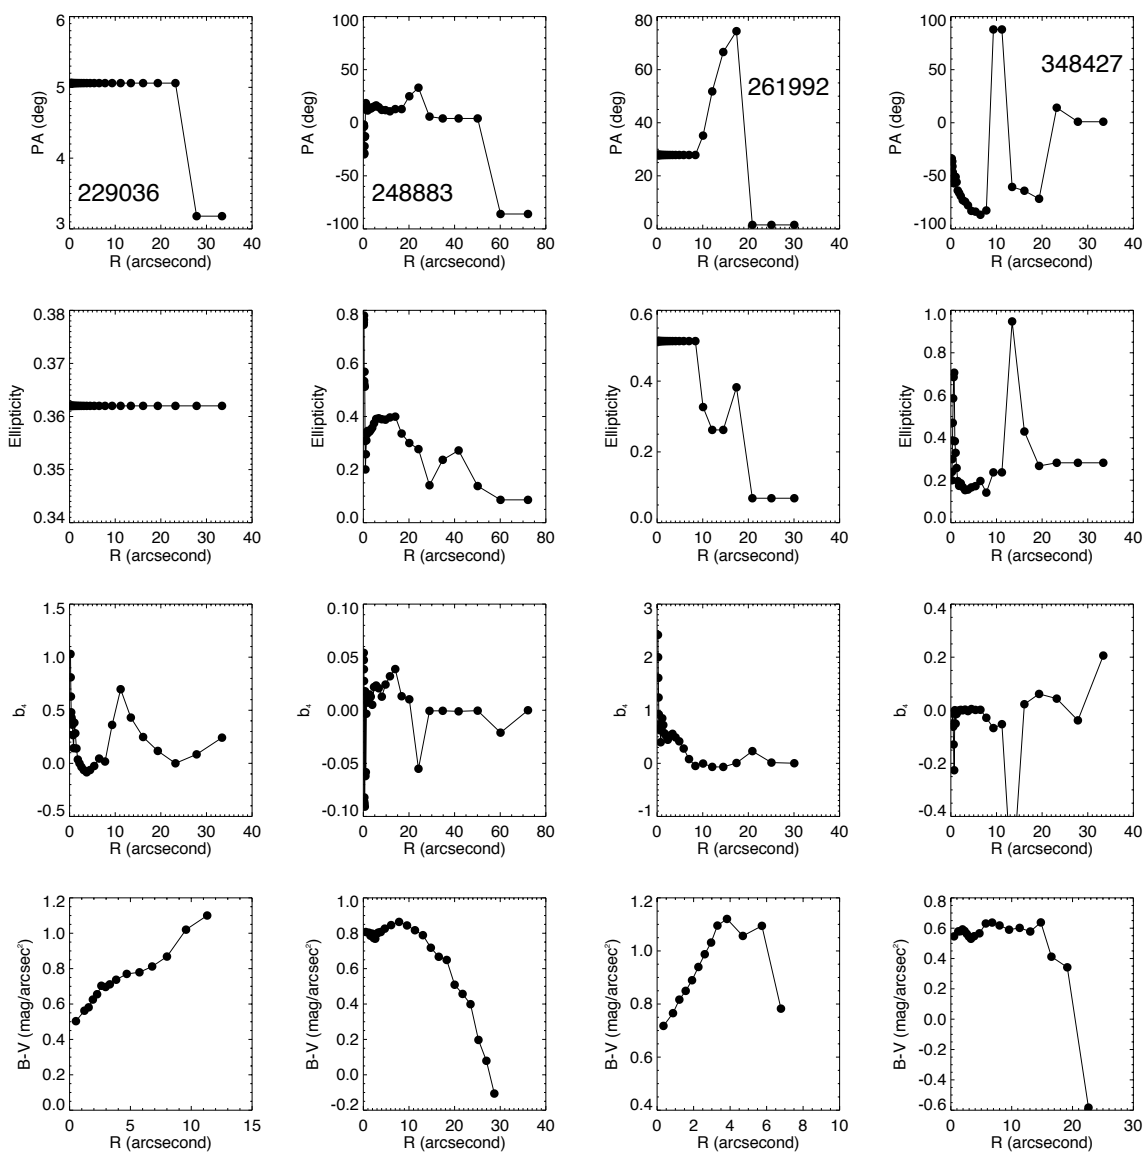 PA (deg)
6
5
4
3
229036
0 10 20 30 40
R (arcsecond)
PA (deg)
100
50
0
-50
-100
248883
0 20 40 60 80
R (arcsecond)
PA (deg)
80
60
40
20
0
261992
0 10 20 30 40
R (arcsecond)
PA (deg)
100
50
0
-50
-100
348427
0 10 20 30 40
R (arcsecond)
Ellipticity
0.38
0.37
0.36
0.35
0.34
0 10 20 30 40
R (arcsecond)
Ellipticity
0.8
0.6
0.4
0.2
0.0
0 20 40 60 80
R (arcsecond)
Ellipticity
0.6
0.4
0.2
0.0
0 10 20 30 40
R (arcsecond)
Ellipticity
1.0
0.8
0.6
0.4
0.2
0.0
0 10 20 30 40
R (arcsecond)
b₄
1.5
1.0
0.5
0.0
-0.5
0 10 20 30 40
R (arcsecond)
b₄
0.10
0.05
0.00
-0.05
-0.10
0 20 40 60 80
R (arcsecond)
b₄
3
2
1
0
-1
0 10 20 30 40
R (arcsecond)
b₄
0.4
0.2
0.0
-0.2
-0.4
0 10 20 30 40
R (arcsecond)
B-V (mag/arcsec²)
1.2
1.0
0.8
0.6
0.4
0.2
0.0
0 5 10 15
R (arcsecond)
B-V (mag/arcsec²)
1.0
0.8
0.6
0.4
0.2
0.0
-0.2
0 10 20 30 40
R (arcsecond)
B-V (mag/arcsec²)
1.2
1.0
0.8
0.6
0.4
0 2 4 6 8 10
R (arcsecond)
B-V (mag/arcsec²)
0.8
0.6
0.4
0.2
0.0
-0.2
-0.4
-0.6
0 10 20 30
R (arcsecond)